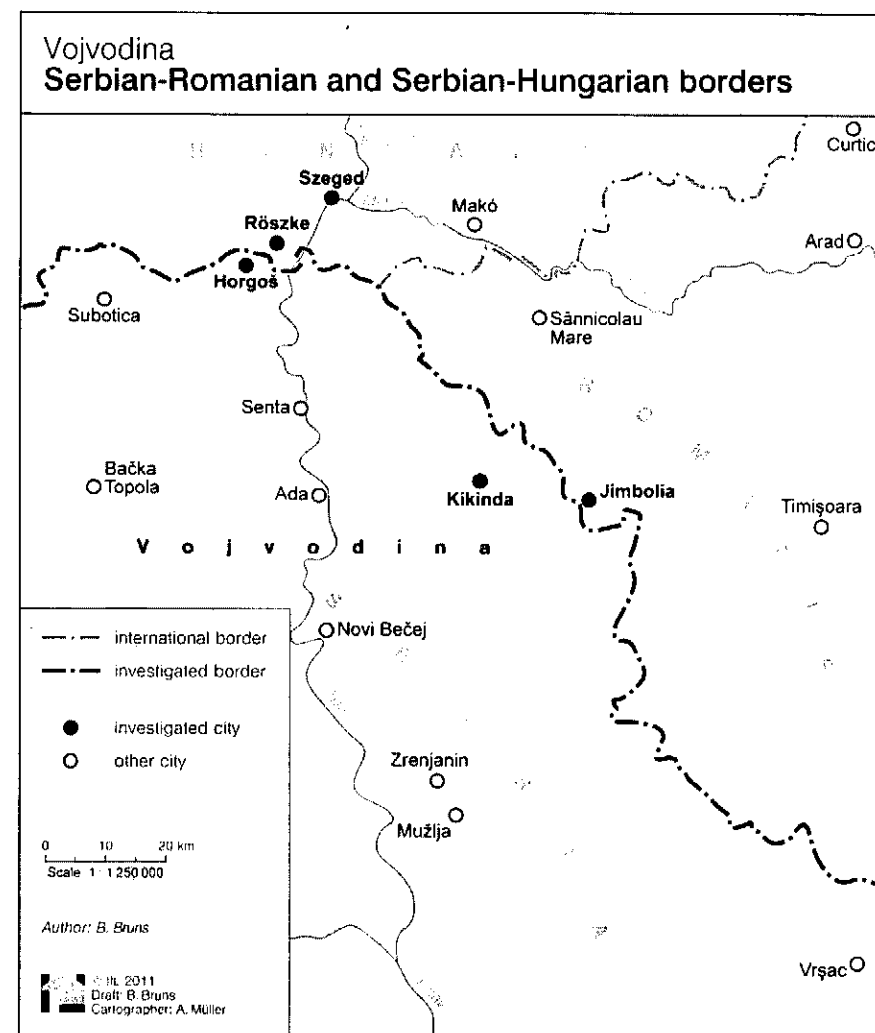 Vojvodina
Serbian-Romanian and Serbian-Hungarian borders
Curtic
Szeged
Makó
Röszke
Arad
Horgoš
Subotica
Sânnicolau
Mare
Senta
Bačka
Topola
Ada
Kikinda
Jimbolia
Timişoara
Vojvodina
Novi Bečej
international border
investigated border
investigated city
other city
Zrenjanin
Mužlja
0 10 20 km
Scale 1 : 1 250 000
Author: B. Bruns
2011
Draft: B. Bruns
Cartographer: A. Müller
Vrşac